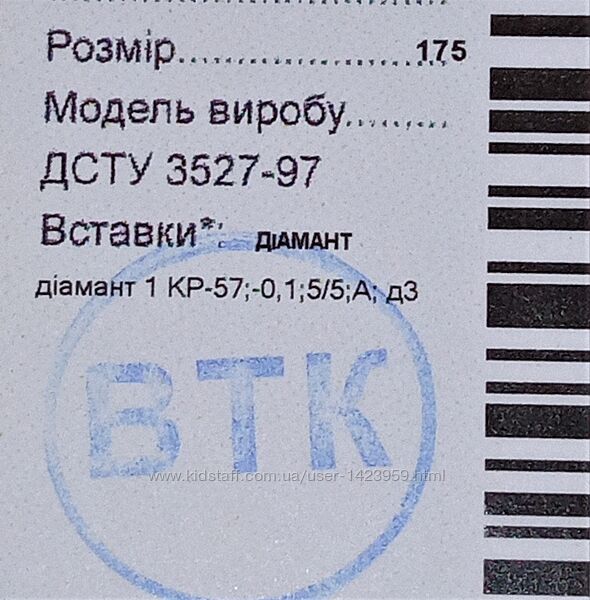 Розмір.................................175
Модель виробу................
ДСТУ 3527-97
Вставки*: ДІАМАНТ
діамант 1 КР-57;-0,1;5/5;А; д3
ВТК
www.kidstaff.com.ua/user-1423959.html